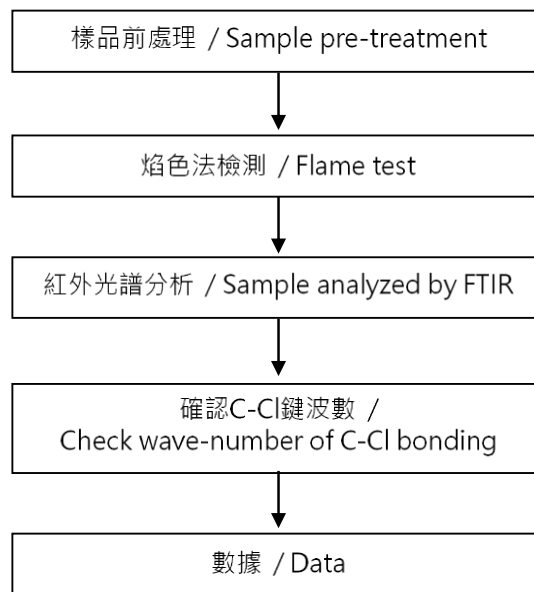 樣品前處理 / Sample pre-treatment
焰色法檢測 / Flame test
紅外光譜分析 / Sample analyzed by FTIR
確認C-Cl鍵波數 /
Check wave-number of C-Cl bonding
數據 / Data